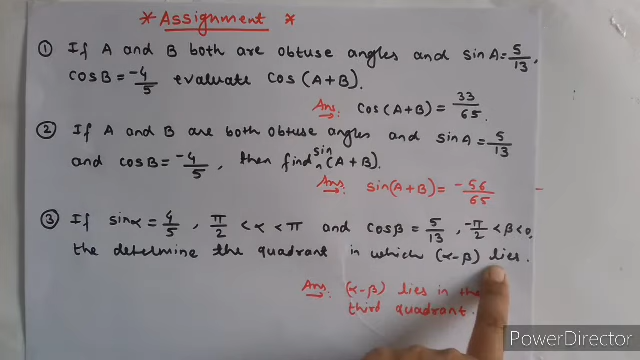 * Assignment *
① If A and B both are obtuse angles and sin A = 5/13,
cos B = -4/5 evaluate cos (A+B).
Ans: cos (A+B) = 33/65.
② If A and B are both obtuse angles and sin A = 5/13
and cos B = -4/5, then find sin (A+B).
Ans: sin(A+B) = -56/65
③ If sin α = 4/5, π/2 < α < π and cos β = 5/13, -π/2 < β < 0,
the determine the quadrant in which (α-β) lies.
Ans: (α-β) lies in the
third quadrant.
POWERED WITH
PowerDirector